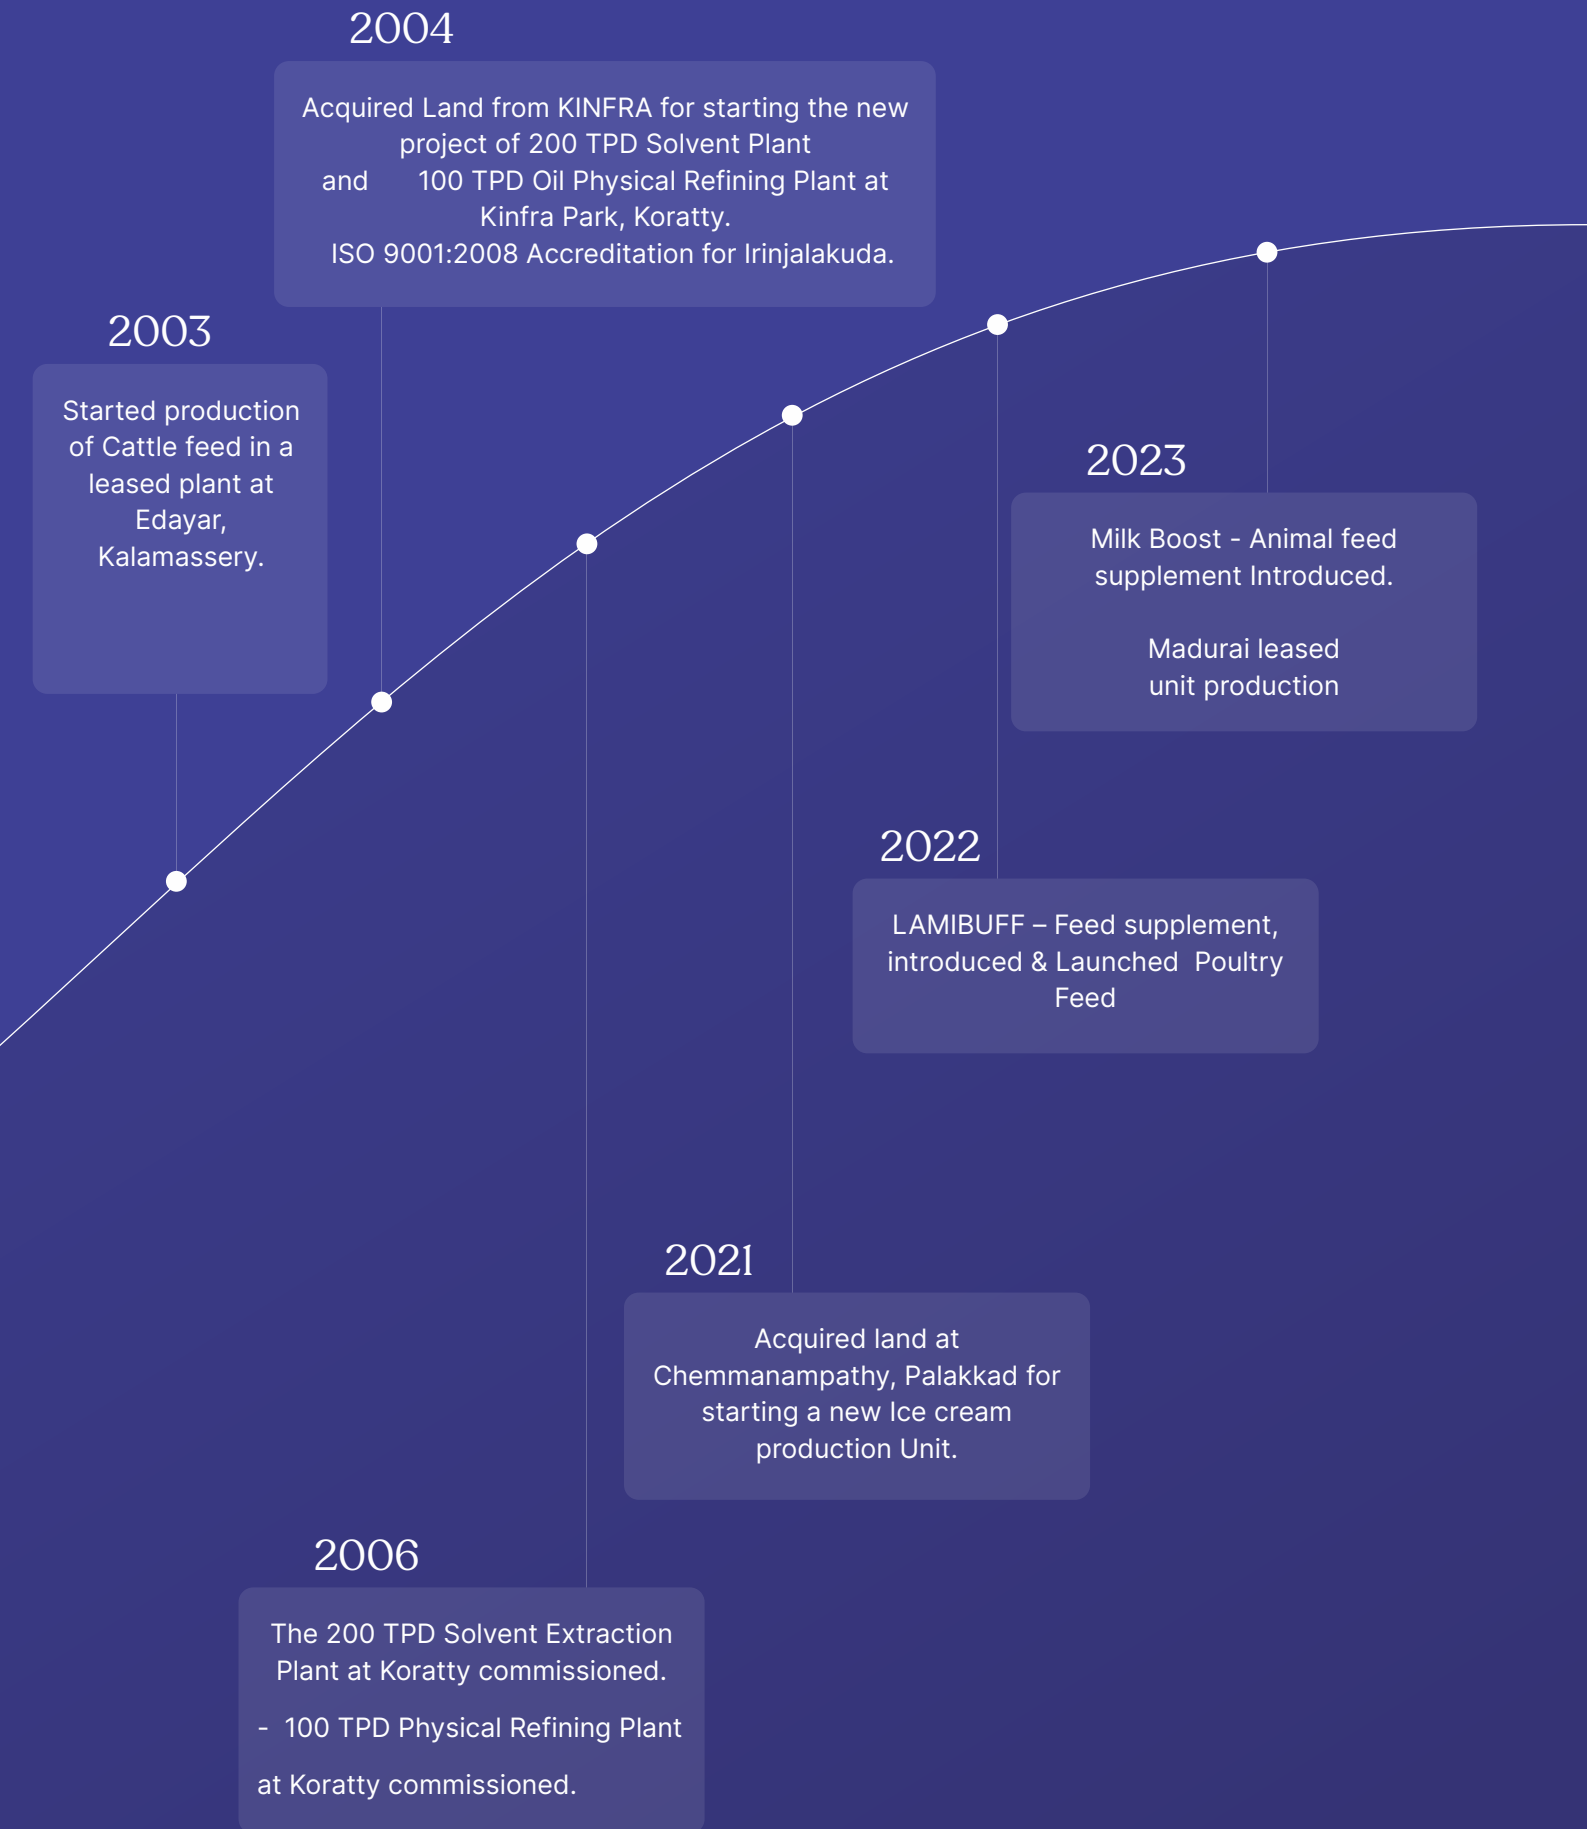 2004
Acquired Land from KINFRA for starting the new
project of 200 TPD Solvent Plant
and 100 TPD Oil Physical Refining Plant at
Kinfra Park, Koratty.
ISO 9001:2008 Accreditation for Irinjalakuda.
2003
Started production
of Cattle feed in a
leased plant at
Edayar,
Kalamassery.
2023
Milk Boost - Animal feed
supplement Introduced.
Madurai leased
unit production
2022
LAMIBUFF – Feed supplement,
introduced & Launched Poultry
Feed
2021
Acquired land at
Chemmanampathy, Palakkad for
starting a new Ice cream
production Unit.
2006
The 200 TPD Solvent Extraction
Plant at Koratty commissioned.
- 100 TPD Physical Refining Plant
at Koratty commissioned.